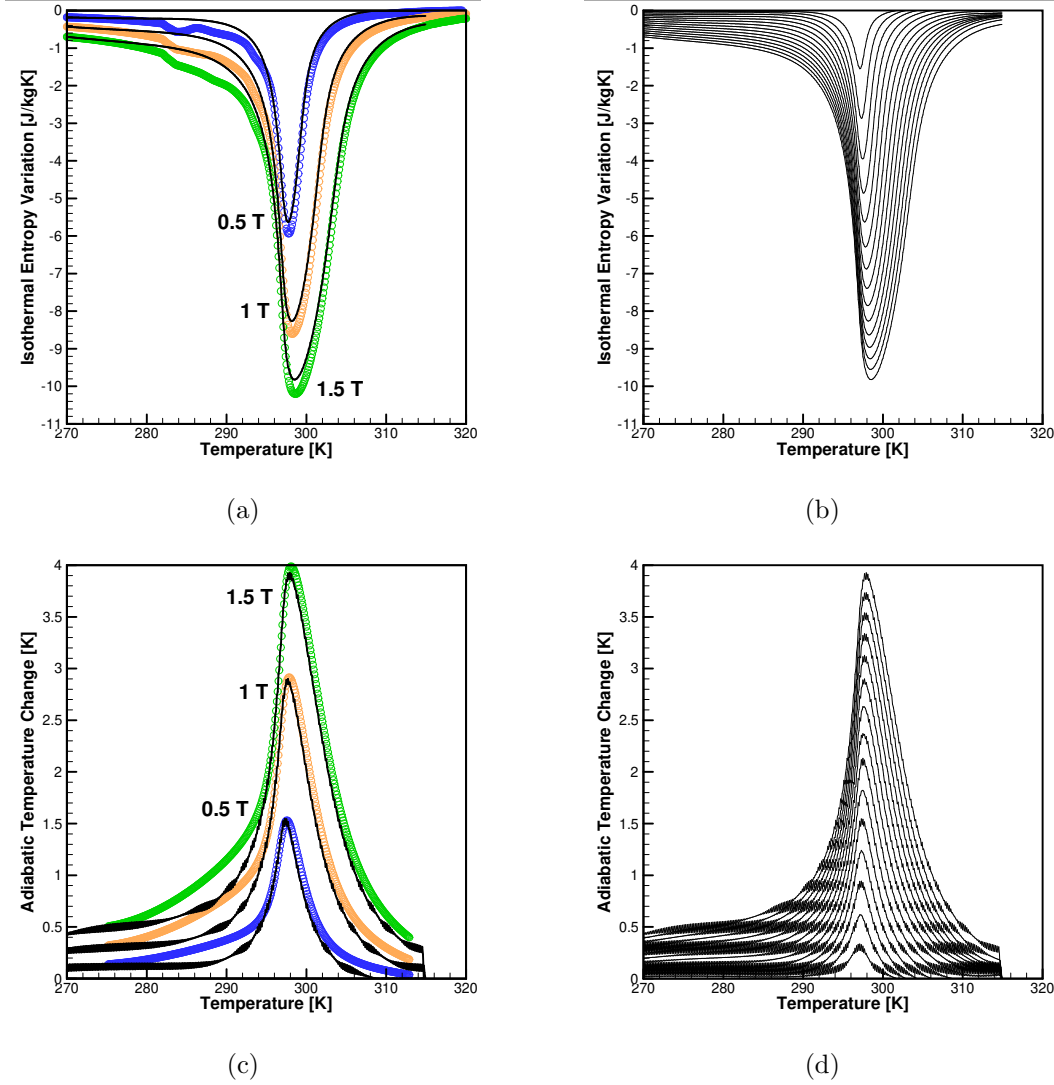 0
-1
-2
-3
-4
-5
-6
-7
-8
-9
-10
-11
270 280 290 300 310 320
Temperature [K]
Isothermal Entropy Variation [J/kgK]
0.5 T
1 T
1.5 T
(a)
0
-1
-2
-3
-4
-5
-6
-7
-8
-9
-10
-11
270 280 290 300 310 320
Temperature [K]
Isothermal Entropy Variation [J/kgK]
(b)
4
3.5
3
2.5
2
1.5
1
0.5
0
270 280 290 300 310 320
Temperature [K]
Adiabatic Temperature Change [K]
1.5 T
1 T
0.5 T
(c)
4
3.5
3
2.5
2
1.5
1
0.5
0
270 280 290 300 310 320
Temperature [K]
Adiabatic Temperature Change [K]
(d)